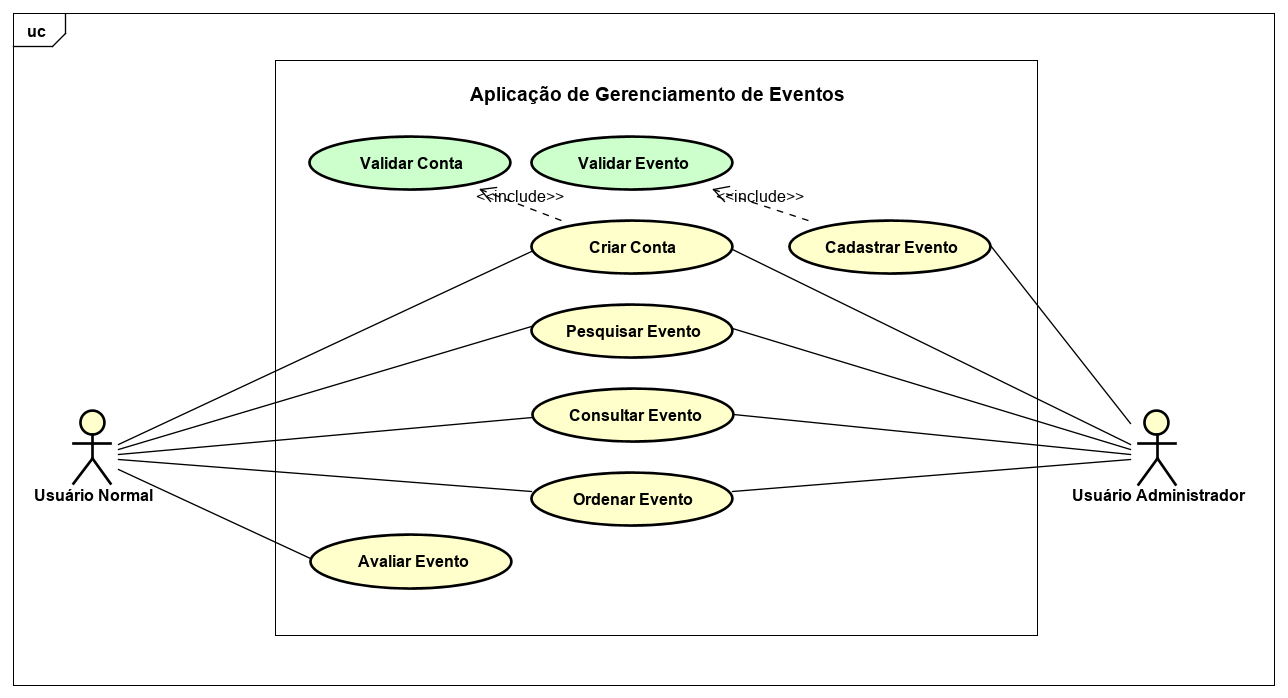 uc
Aplicação de Gerenciamento de Eventos
Validar Conta
Validar Evento
<<include>>
<<include>>
Criar Conta
Cadastrar Evento
Pesquisar Evento
Consultar Evento
Usuário Normal
Ordenar Evento
Usuário Administrador
Avaliar Evento